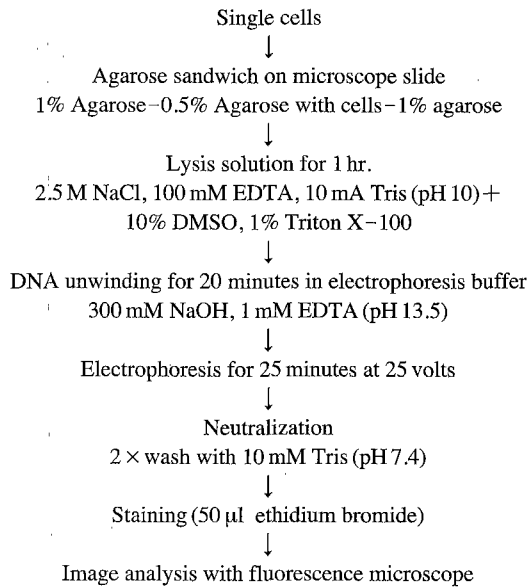 Single cells
↓
Agarose sandwich on microscope slide
1% Agarose-0.5% Agarose with cells-1% agarose
↓
Lysis solution for 1 hr.
2.5 M NaCl, 100 mM EDTA, 10 mA Tris (pH 10) +
10% DMSO, 1% Triton X-100
↓
DNA unwinding for 20 minutes in electrophoresis buffer
300 mM NaOH, 1 mM EDTA (pH 13.5)
↓
Electrophoresis for 25 minutes at 25 volts
↓
Neutralization
2 × wash with 10 mM Tris (pH 7.4)
↓
Staining (50 μl ethidium bromide)
↓
Image analysis with fluorescence microscope